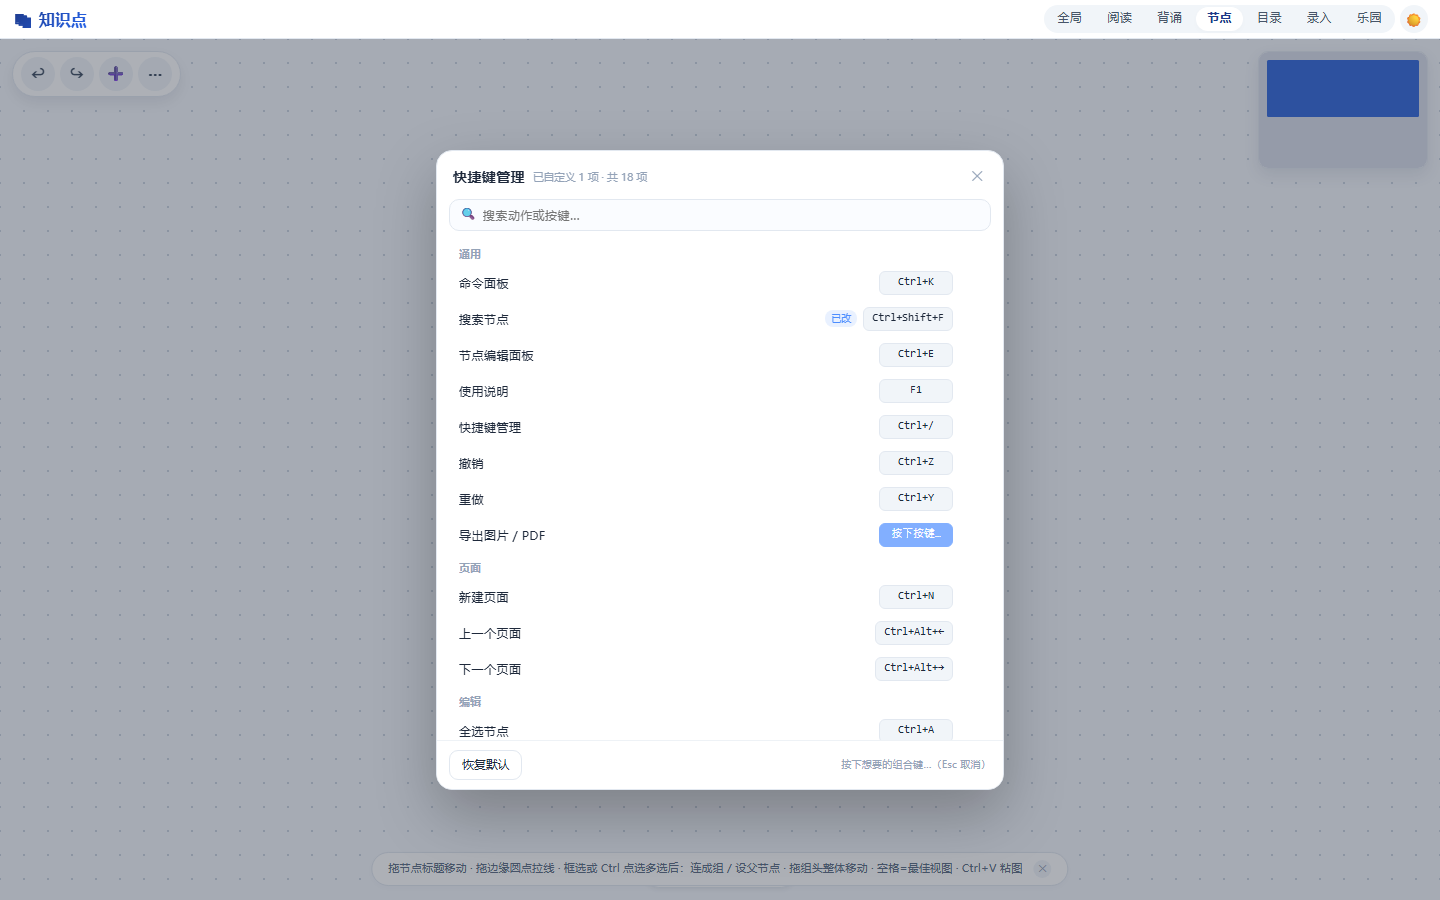 知识点
全局 阅读 背诵 节点 目录 录入 乐园
快捷键管理 已自定义 1 项 · 共 18 项
搜索动作或按键...
通用
命令面板 Ctrl+K
搜索节点 已改 Ctrl+Shift+F
节点编辑面板 Ctrl+E
使用说明 F1
快捷键管理 Ctrl+/
撤销 Ctrl+Z
重做 Ctrl+Y
导出图片 / PDF 按下按键...
页面
新建页面 Ctrl+N
上一个页面 Ctrl+Alt+←
下一个页面 Ctrl+Alt+→
编辑
全选节点 Ctrl+A
恢复默认 按下想要的组合键...（Esc 取消）
拖节点标题移动 · 拖边缘圆点拉线 · 框选或 Ctrl 点选多选后：连成组 / 设父节点 · 拖组头整体移动 · 空格=最佳视图 · Ctrl+V 粘图